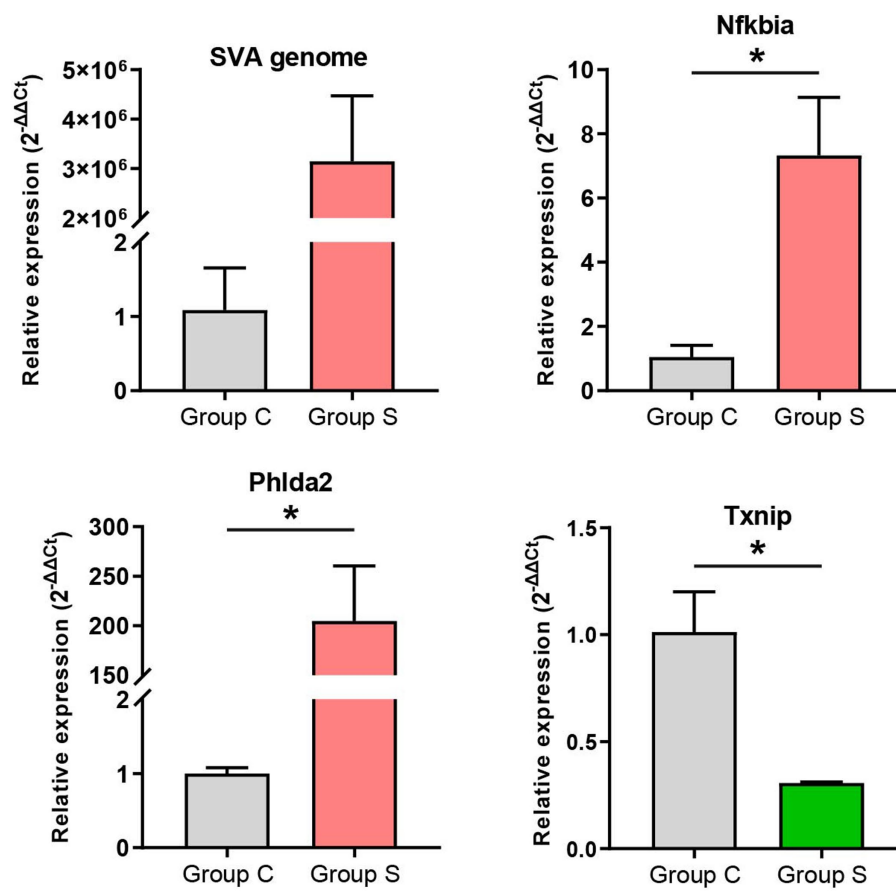 SVA genome
Relative expression (2^-ΔΔCt)
5×10⁶
4×10⁶
3×10⁶
2×10⁶
2
1
0
Group C Group S
Nfkbia
*
Relative expression (2^-ΔΔCt)
10
8
6
4
2
0
Group C Group S
Phlda2
*
Relative expression (2^-ΔΔCt)
300
250
200
150
2
1
0
Group C Group S
Txnip
*
Relative expression (2^-ΔΔCt)
1.5
1.0
0.5
0.0
Group C Group S